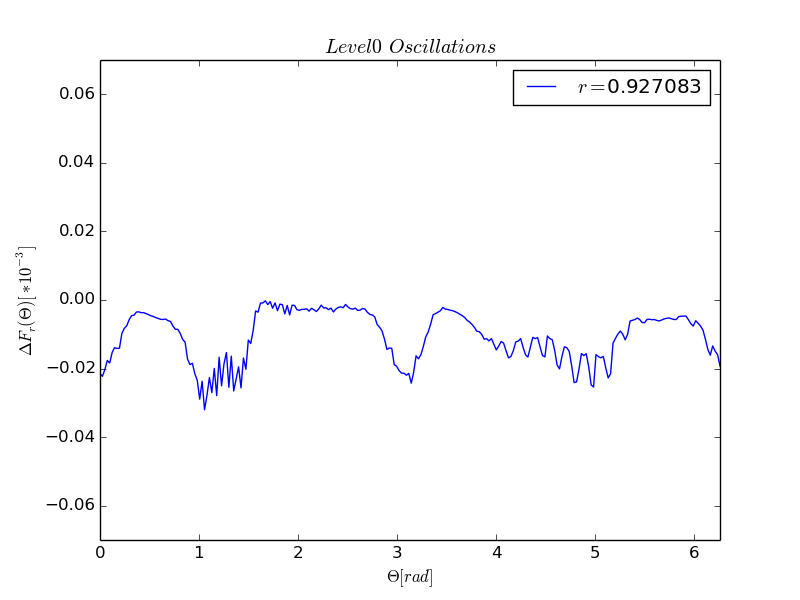 Level0 Oscillations
r=0.927083
ΔF_r(Θ)[*10^{-3}]
0.06
0.04
0.02
0.00
−0.02
−0.04
−0.06
0 1 2 3 4 5 6
Θ[rad]